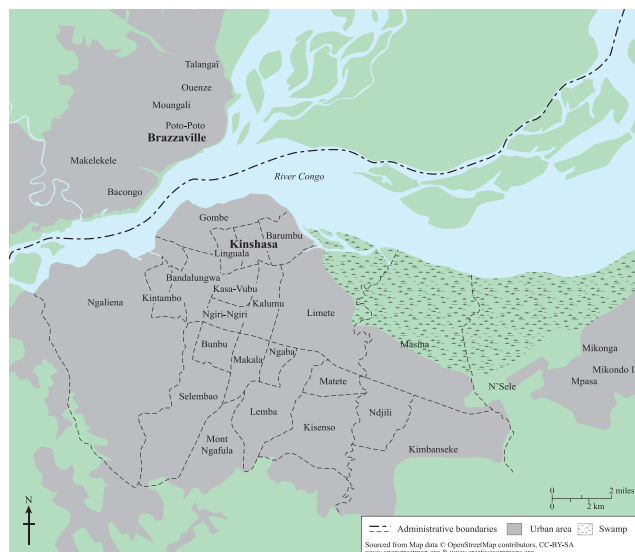 Talangaï
Ouenze
Moungali
Poto-Poto
Brazzaville
Makelekele
Bacongo
River Congo
Gombe
Kinshasa
Barumbu
Linguala
Bandalungwa
Kintambo
Kasa-Vubu
Kalumu
Ngiri-Ngiri
Ngaliena
Limete
Bunbu
Makala
Ngaba
Masina
Mikonga
Mikondo I
Mpasa
N'Sele
Matete
Selembao
Lemba
Ndjili
Kisenso
Mont
Ngafula
Kimbanseke
N
0 2 miles
0 2 km
Administrative boundaries Urban area Swamp
Sourced from Map data © OpenStreetMap contributors, CC-BY-SA